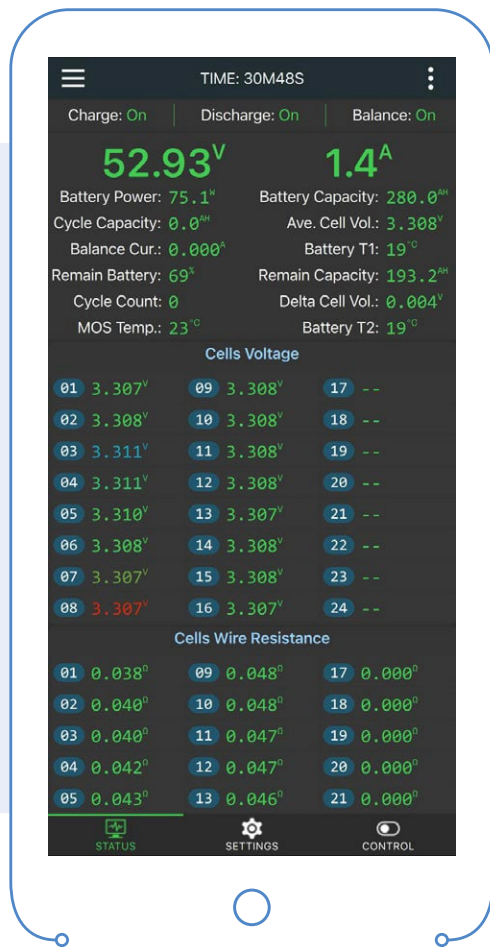 TIME: 30M48S
Charge: On Discharge: On Balance: On
52.93V 1.4A
Battery Power: 75.1W Battery Capacity: 280.0AH
Cycle Capacity: 0.0AH Ave. Cell Vol.: 3.308V
Balance Cur.: 0.000A Battery T1: 19°C
Remain Battery: 69% Remain Capacity: 193.2AH
Cycle Count: 0 Delta Cell Vol.: 0.004V
MOS Temp.: 23°C Battery T2: 19°C
Cells Voltage
01 3.307V 09 3.308V 17 --
02 3.308V 10 3.308V 18 --
03 3.311V 11 3.308V 19 --
04 3.311V 12 3.308V 20 --
05 3.310V 13 3.307V 21 --
06 3.308V 14 3.308V 22 --
07 3.307V 15 3.308V 23 --
08 3.307V 16 3.307V 24 --
Cells Wire Resistance
01 0.038Ω 09 0.048Ω 17 0.000Ω
02 0.040Ω 10 0.048Ω 18 0.000Ω
03 0.040Ω 11 0.047Ω 19 0.000Ω
04 0.042Ω 12 0.047Ω 20 0.000Ω
05 0.043Ω 13 0.046Ω 21 0.000Ω
STATUS SETTINGS CONTROL